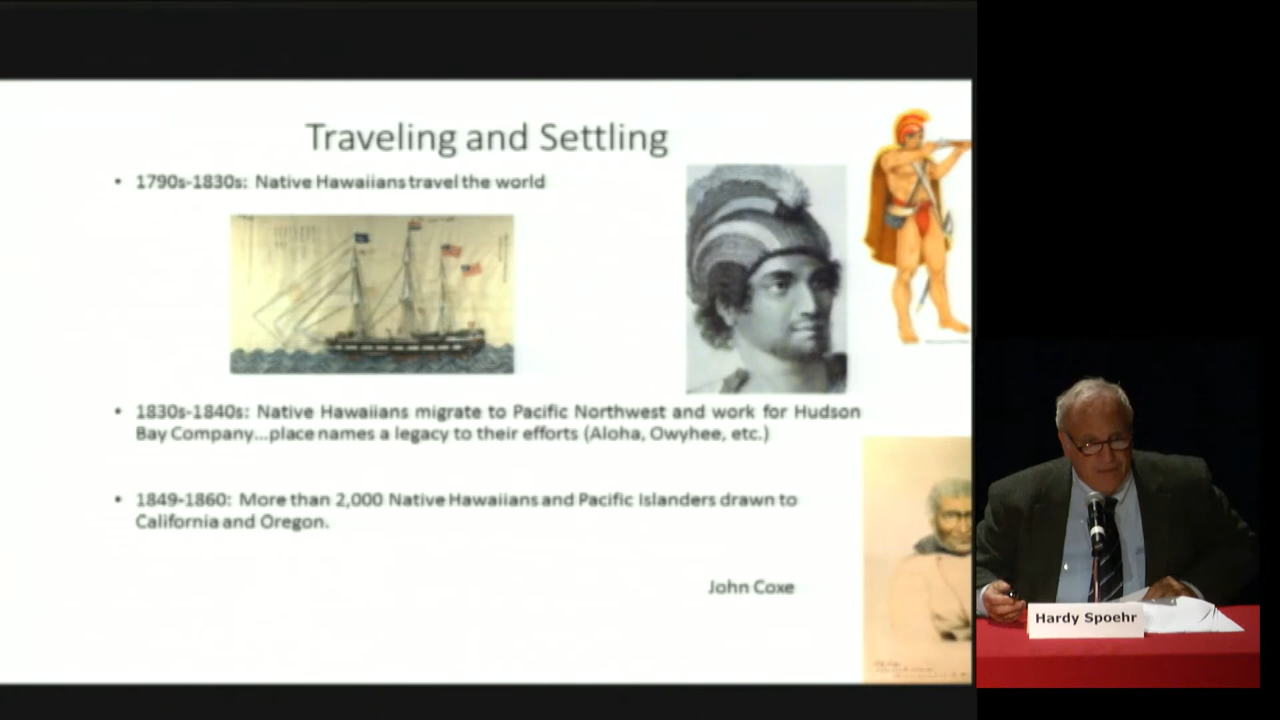 Traveling and Settling
• 1790s-1830s: Native Hawaiians travel the world
• 1830s-1840s: Native Hawaiians migrate to Pacific Northwest and work for Hudson
Bay Company...place names a legacy to their efforts (Aloha, Owyhee, etc.)
• 1849-1860: More than 2,000 Native Hawaiians and Pacific Islanders drawn to
California and Oregon.
John Coxe
Hardy Spoehr